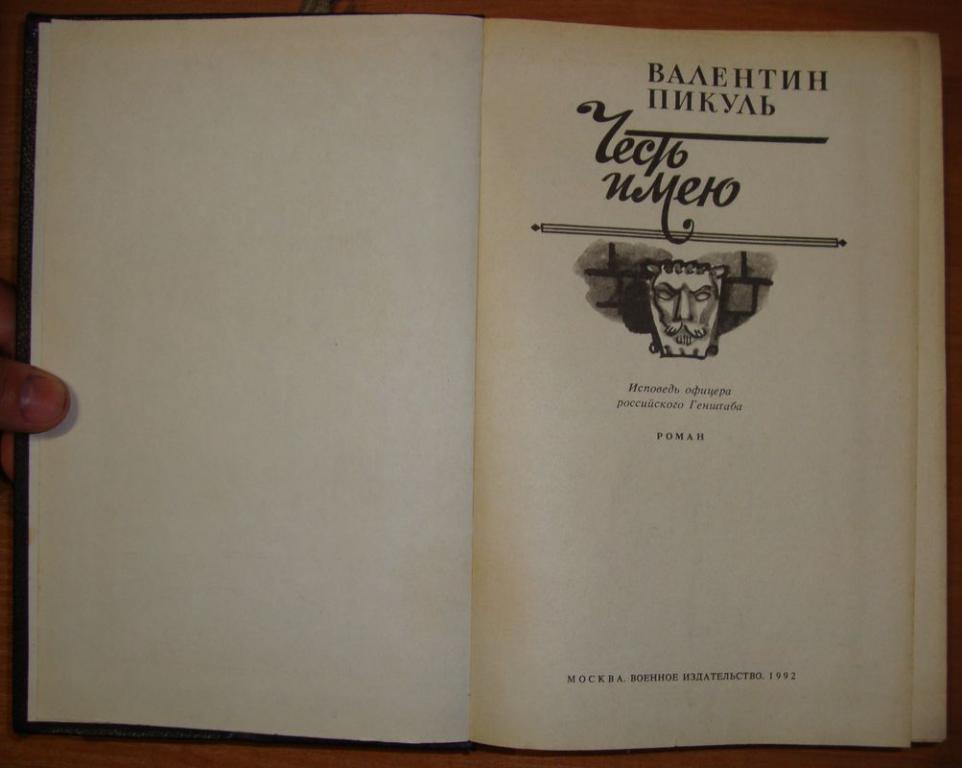 ВАЛЕНТИН
ПИКУЛЬ
Честь
имею
Исповедь офицера
российского Генштаба
РОМАН
МОСКВА. ВОЕННОЕ ИЗДАТЕЛЬСТВО. 1992